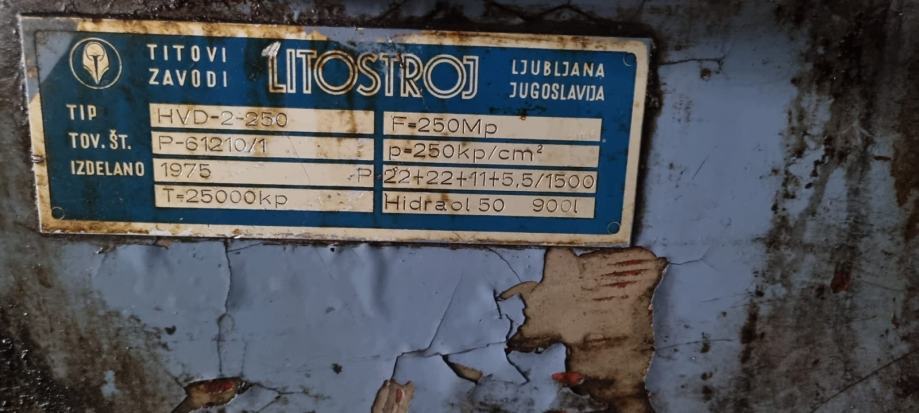 TITOVI
ZAVODI
LITOSTROJ
LJUBLJANA
JUGOSLAVIJA
TIP HVD-2-250 F=250Mp
TOV. ŠT. P-61210/1 p=250kp/cm²
IZDELANO 1975 P 22+22+11+5,5/1500
T=25000kp Hidraol 50 900l